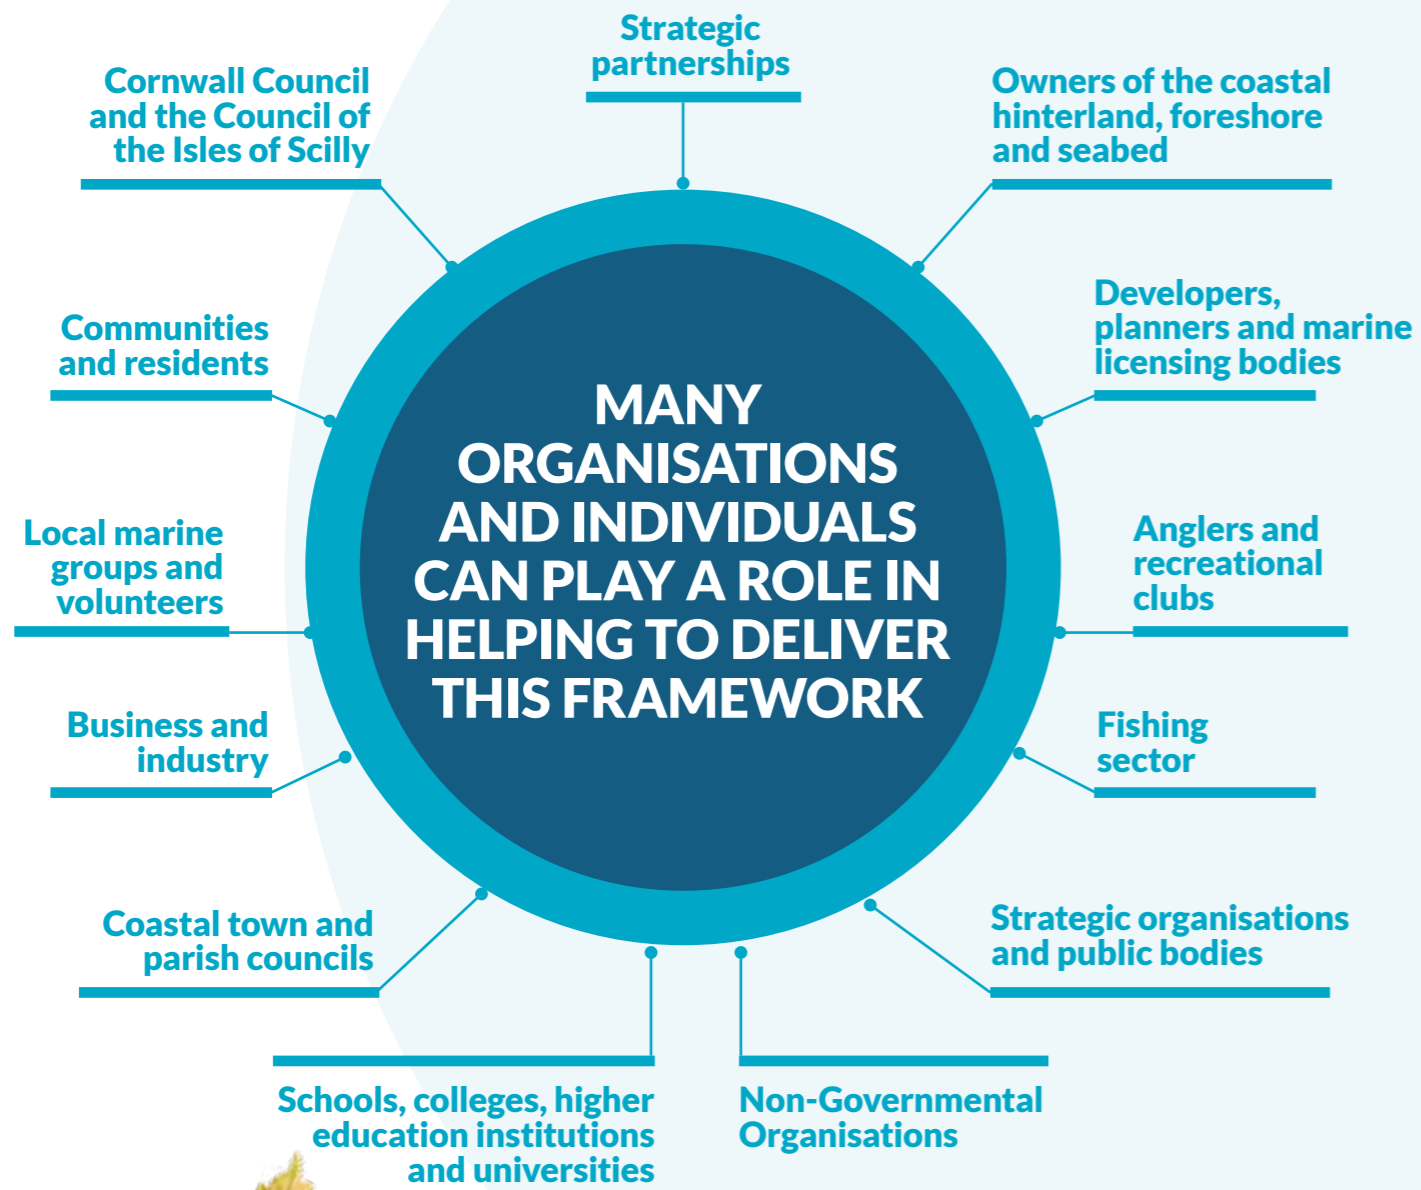 Strategic
partnerships
Cornwall Council
and the Council of
the Isles of Scilly
Owners of the coastal
hinterland, foreshore
and seabed
Communities
and residents
Developers,
planners and marine
licensing bodies
MANY
ORGANISATIONS
AND INDIVIDUALS
CAN PLAY A ROLE IN
HELPING TO DELIVER
THIS FRAMEWORK
Local marine
groups and
volunteers
Anglers and
recreational
clubs
Business and
industry
Fishing
sector
Coastal town and
parish councils
Strategic organisations
and public bodies
Schools, colleges, higher
education institutions
and universities
Non-Governmental
Organisations